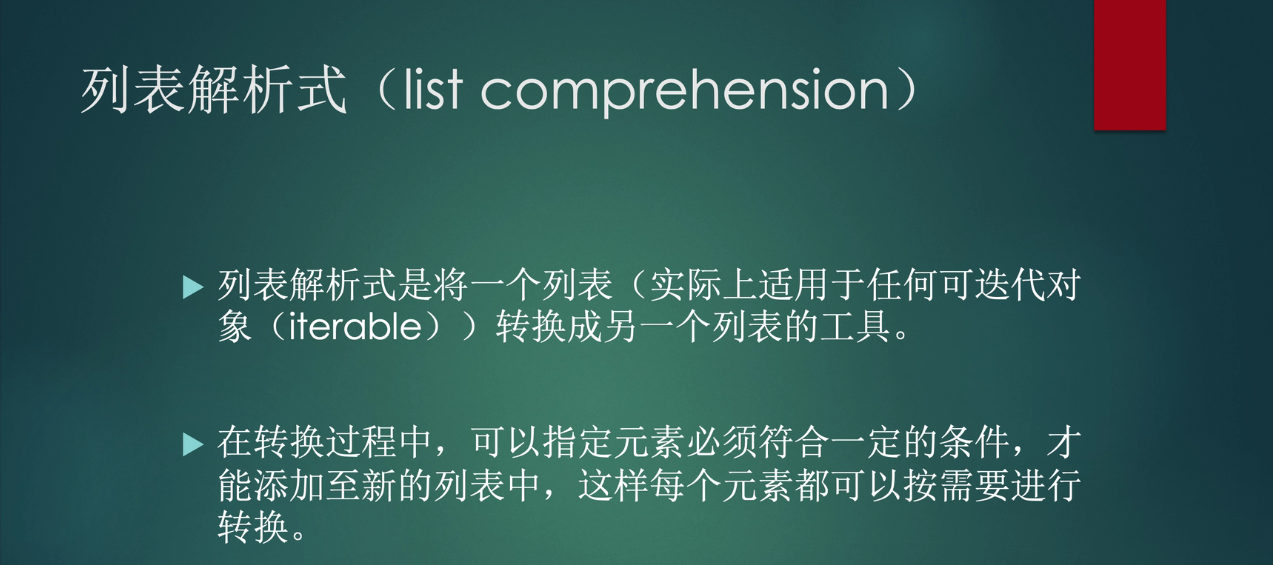 列表解析式（list comprehension）
列表解析式是将一个列表（实际上适用于任何可迭代对
象（iterable））转换成另一个列表的工具。
在转换过程中，可以指定元素必须符合一定的条件，才
能添加至新的列表中，这样每个元素都可以按需要进行
转换。